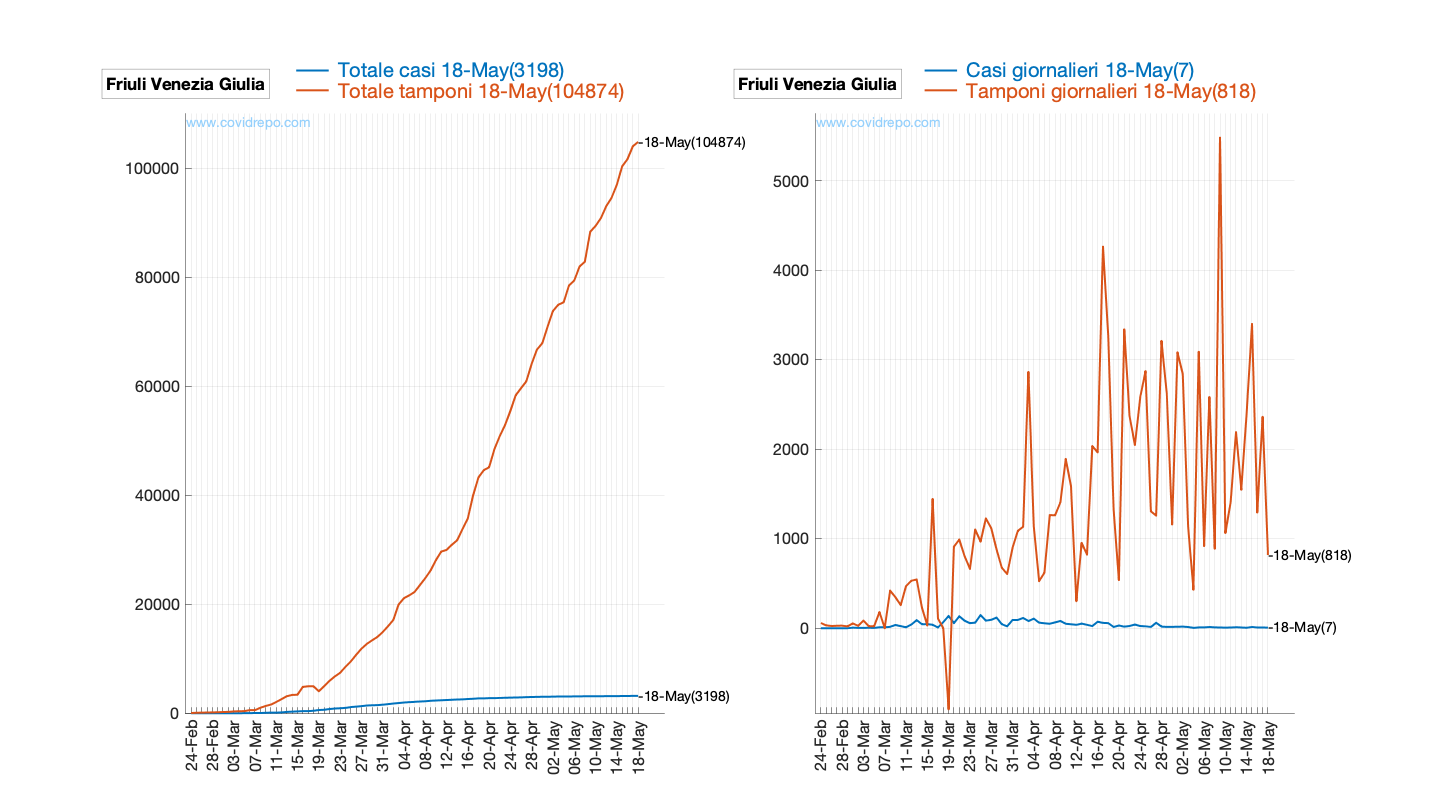 Friuli Venezia Giulia
Totale casi 18-May(3198)
Totale tamponi 18-May(104874)
www.covidrepo.com
18-May(104874)
100000
80000
60000
40000
20000
0
18-May(3198)
24-Feb
28-Feb
03-Mar
07-Mar
11-Mar
15-Mar
19-Mar
23-Mar
27-Mar
31-Mar
04-Apr
08-Apr
12-Apr
16-Apr
20-Apr
24-Apr
28-Apr
02-May
06-May
10-May
14-May
18-May
Friuli Venezia Giulia
Casi giornalieri 18-May(7)
Tamponi giornalieri 18-May(818)
www.covidrepo.com
5000
4000
3000
2000
1000
0
18-May(818)
18-May(7)
24-Feb
28-Feb
03-Mar
07-Mar
11-Mar
15-Mar
19-Mar
23-Mar
27-Mar
31-Mar
04-Apr
08-Apr
12-Apr
16-Apr
20-Apr
24-Apr
28-Apr
02-May
06-May
10-May
14-May
18-May